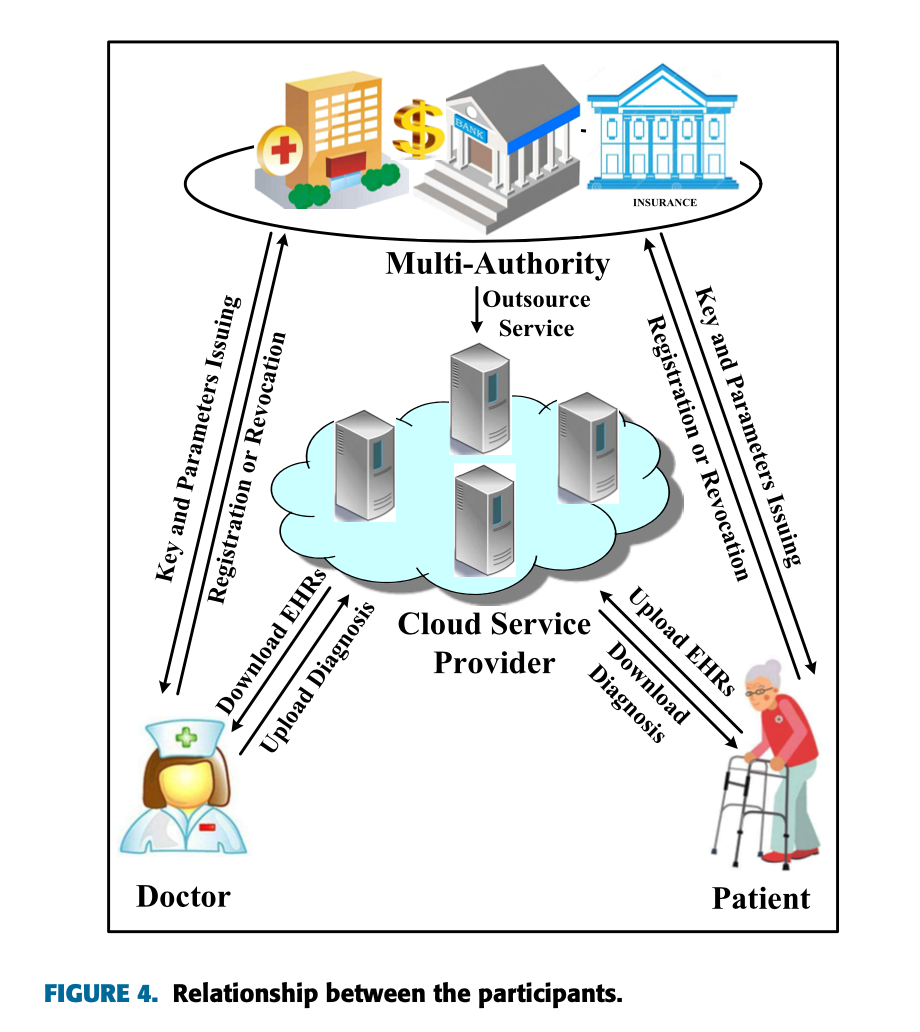 $
BANK
INSURANCE
Multi-Authority
Outsource
Service
Key and Parameters Issuing
Registration or Revocation
Registration or Revocation
Key and Parameters Issuing
Cloud Service
Provider
Download EHRs
Upload Diagnosis
Upload EHRs
Download
Diagnosis
Doctor
Patient
FIGURE 4. Relationship between the participants.